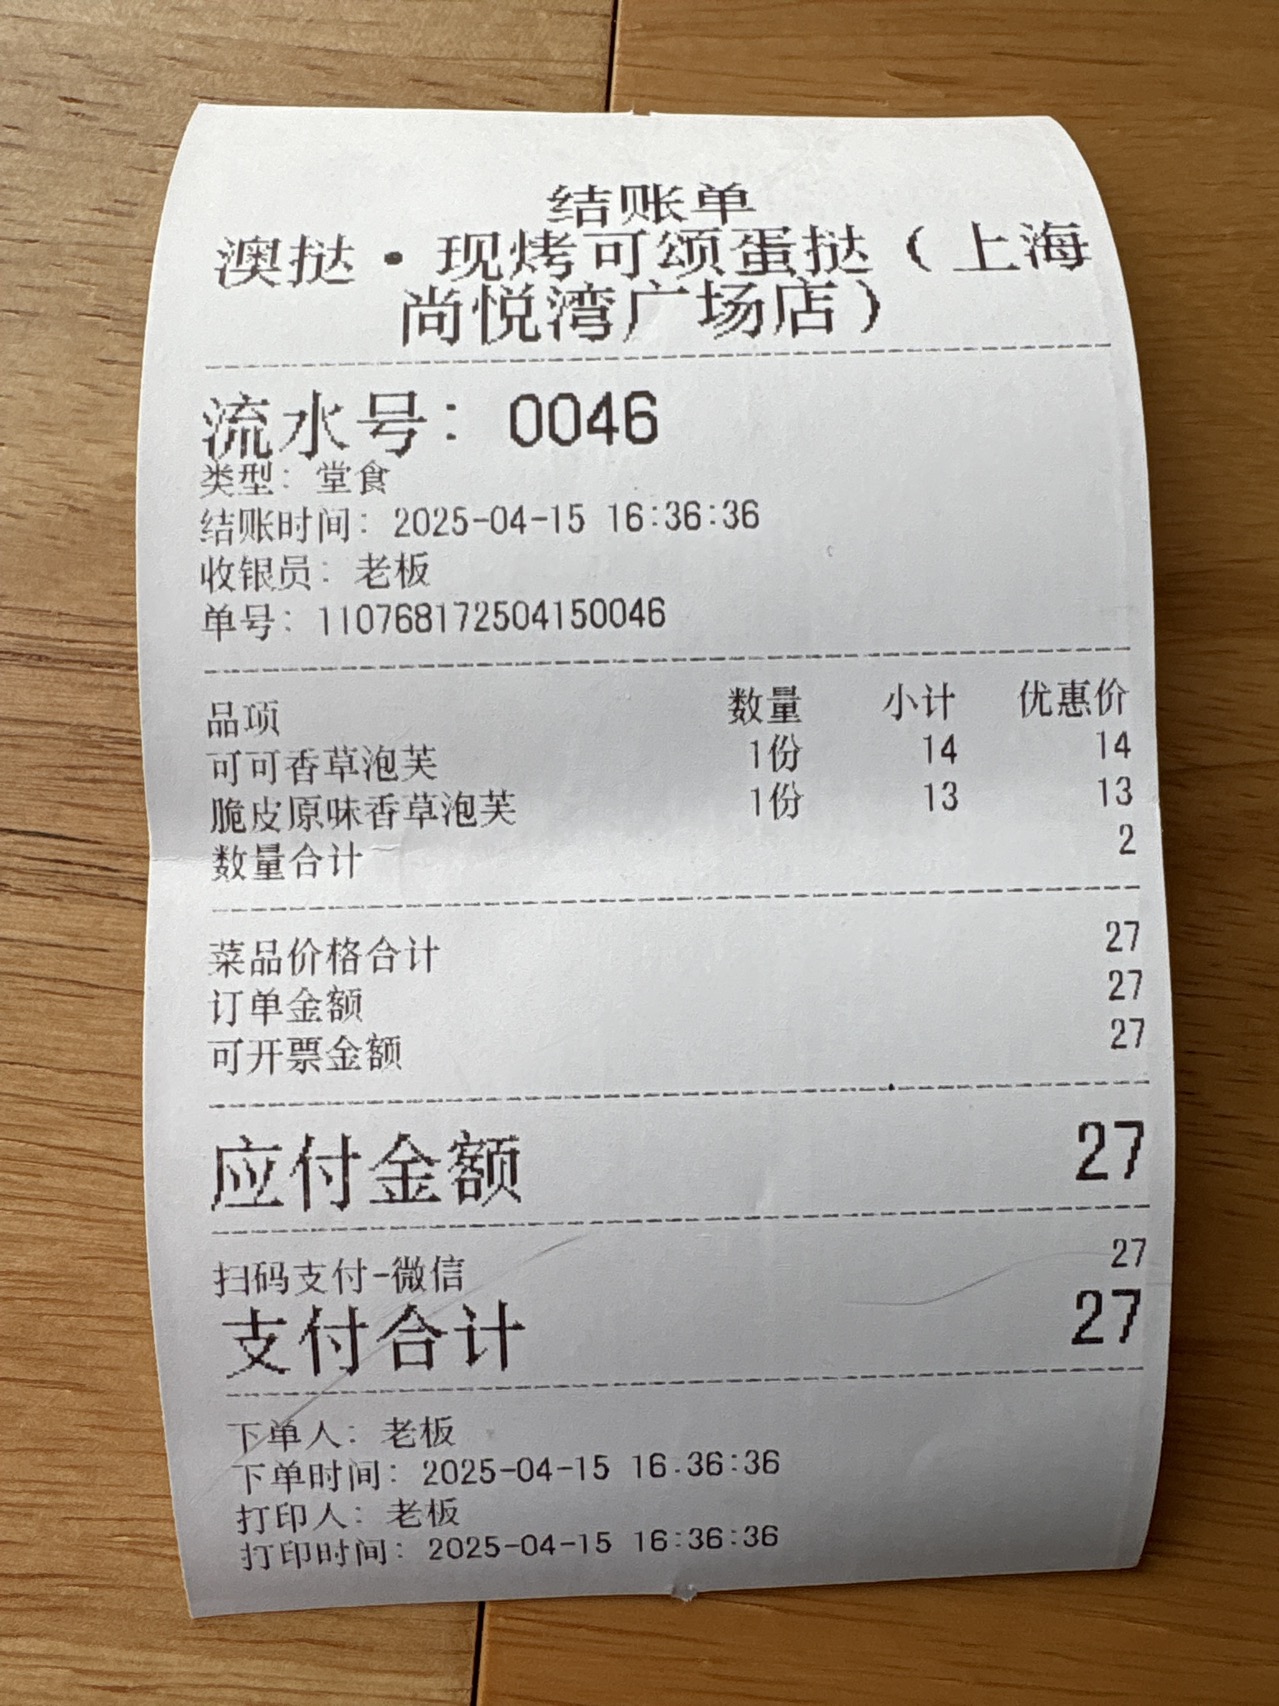 结账单
澳挞·现烤可颂蛋挞（上海
尚悦湾广场店）
流水号：0046
类型：堂食
结账时间：2025-04-15 16:36:36
收银员：老板
单号：110768172504150046
品项 数量 小计 优惠价
可可香草泡芙 1份 14 14
脆皮原味香草泡芙 1份 13 13
数量合计 2
菜品价格合计 27
订单金额 27
可开票金额 27
应付金额 27
扫码支付-微信 27
支付合计 27
下单人：老板
下单时间：2025-04-15 16:36:36
打印人：老板
打印时间：2025-04-15 16:36:36